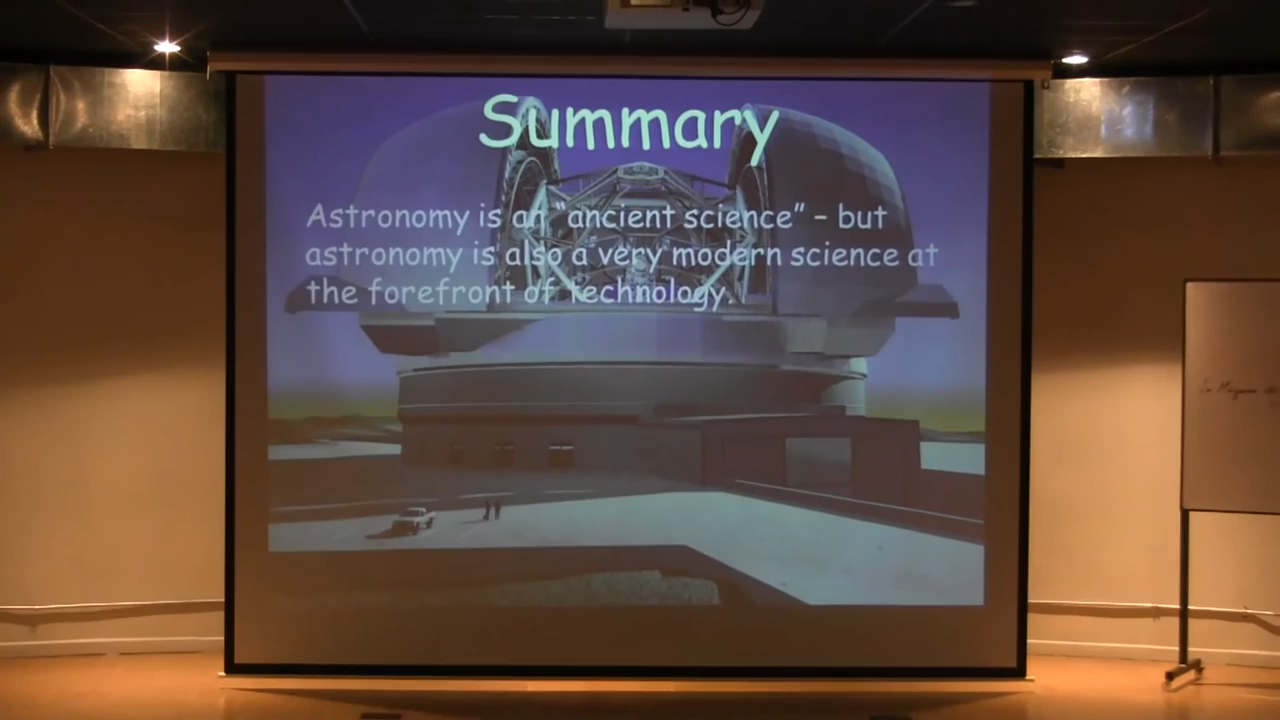 Summary
Astronomy is an “ancient science” – but
astronomy is also a very modern science at
the forefront of technology.